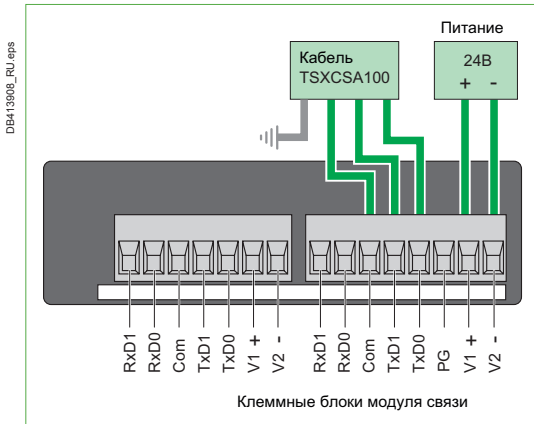 DB413908_RU.eps
Питание
Кабель
TSXCSA100
24В
+ -
RxD1
RxD0
Com
TxD1
TxD0
V1 +
V2 -
RxD1
RxD0
Com
TxD1
TxD0
PG
V1 +
V2 -
Клеммные блоки модуля связи